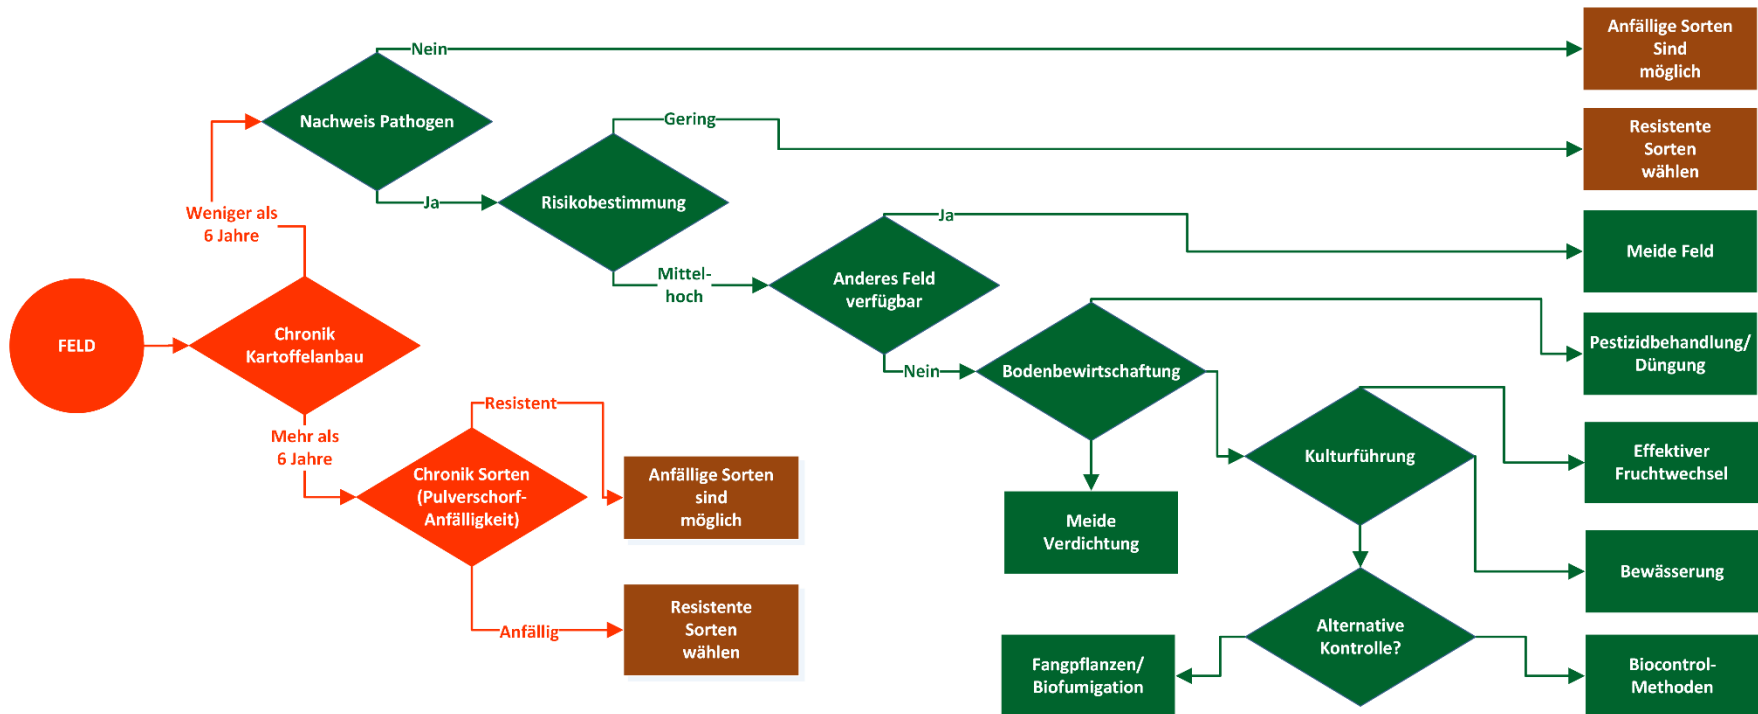 FELD
Chronik
Kartoffelanbau
Weniger als
6 Jahre
Mehr als
6 Jahre
Nachweis Pathogen
Nein
Anfällige Sorten
Sind
möglich
Ja
Risikobestimmung
Gering
Resistente
Sorten
wählen
Mittel-
hoch
Anderes Feld
verfügbar
Ja
Meide Feld
Nein
Bodenbewirtschaftung
Pestizidbehandlung/
Düngung
Meide
Verdichtung
Kulturführung
Effektiver
Fruchtwechsel
Bewässerung
Alternative
Kontrolle?
Fangpflanzen/
Biofumigation
Biocontrol-
Methoden
Chronik Sorten
(Pulverschorf-
Anfälligkeit)
Resistent
Anfällige Sorten
sind
möglich
Anfällig
Resistente
Sorten
wählen